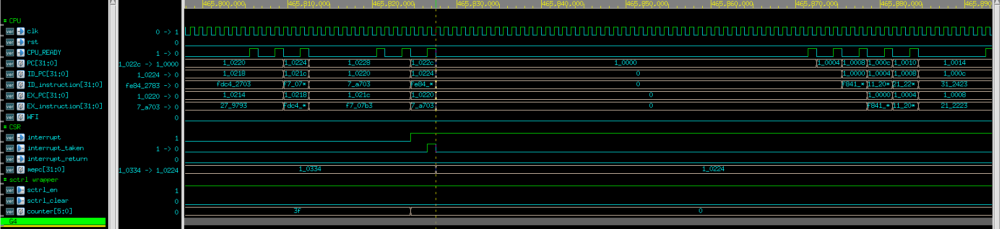 465,800,000 465,810,000 465,820,000 465,830,000 465,840,000 465,850,000 465,860,000 465,870,000 465,880,000 465,890
= CPU
ver clk 0 -> 1
ver rst 0
ver CPU_READY 1 -> 0
ver PC[31:0] 1_022c -> 1_0000 1_0220 1_0224 1_0228 1_022c 1_0000 1_0004 1_0008 1_000c 1_0010 1_0014
ver ID_PC[31:0] 1_0224 -> 0 1_0218 1_021c 1_0220 1_0224 0 1_0000 1_0004 1_0008 1_000c
ver ID_instruction[31:0] fe84_2783 -> 0 fdc4_2703 f7_07* 7_a703 fe84_* 0 f841_* 11_20* 21_22* 31_2423
ver EX_PC[31:0] 1_0220 -> 0 1_0214 1_0218 1_021c 1_0220 0 1_0000 1_0004 1_0008
ver EX_instruction[31:0] 7_a703 -> 0 27_9793 fdc4_* f7_07b3 7_a703 0 f841_* 11_20* 21_2223
ver WFI 0
= CSR
ver interrupt 1
ver interrupt_taken 1 -> 0
ver interrupt_return 0
ver mepc[31:0] 1_0334 -> 1_0224 1_0334 1_0224
= sctrl wrapper
ver sctrl_en 1
ver sctrl_clear 0
ver counter[5:0] 0 3f 0
G4